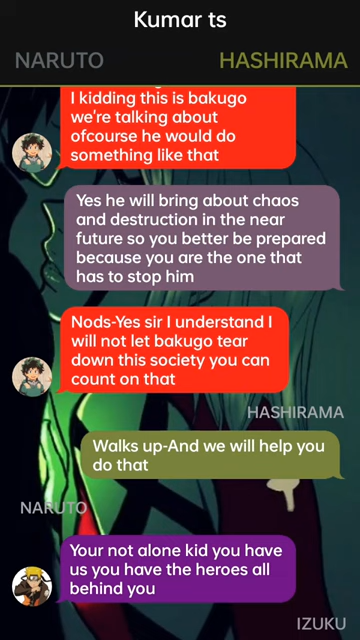 Kumar ts
NARUTO
HASHIRAMA
I kidding this is bakugo
we're talking about
ofcourse he would do
something like that
Yes he will bring about chaos
and destruction in the near
future so you better be prepared
because you are the one that
has to stop him
Nods-Yes sir I understand I
will not let bakugo tear
down this society you can
count on that
HASHIRAMA
Walks up-And we will help you
do that
NARUTO
Your not alone kid you have
us you have the heroes all
behind you
IZUKU